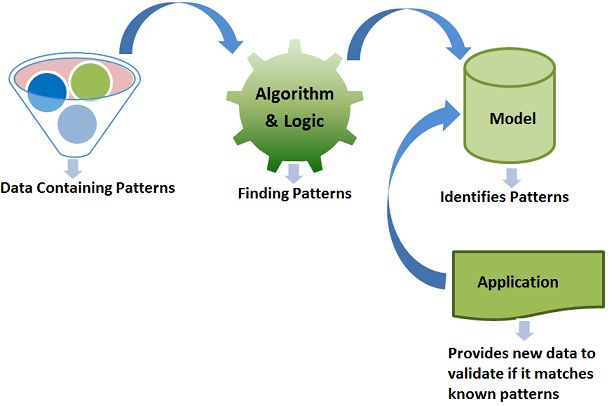 Algorithm
& Logic
Model
Data Containing Patterns
Finding Patterns
Identifies Patterns
Application
Provides new data to
validate if it matches
known patterns